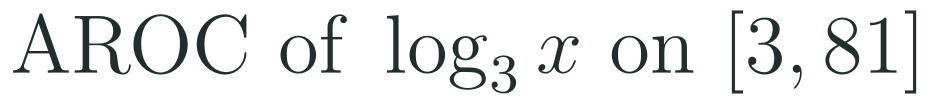 AROC of log₃ x on [3, 81]